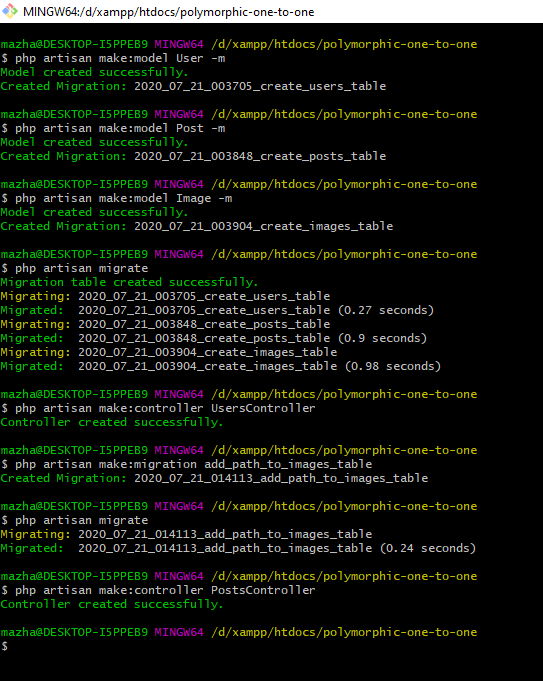 MINGW64:/d/xampp/htdocs/polymorphic-one-to-one
mazha@DESKTOP-I5PPEB9 MINGW64 /d/xampp/htdocs/polymorphic-one-to-one
$ php artisan make:model User -m
Model created successfully.
Created Migration: 2020_07_21_003705_create_users_table
mazha@DESKTOP-I5PPEB9 MINGW64 /d/xampp/htdocs/polymorphic-one-to-one
$ php artisan make:model Post -m
Model created successfully.
Created Migration: 2020_07_21_003848_create_posts_table
mazha@DESKTOP-I5PPEB9 MINGW64 /d/xampp/htdocs/polymorphic-one-to-one
$ php artisan make:model Image -m
Model created successfully.
Created Migration: 2020_07_21_003904_create_images_table
mazha@DESKTOP-I5PPEB9 MINGW64 /d/xampp/htdocs/polymorphic-one-to-one
$ php artisan migrate
Migration table created successfully.
Migrating: 2020_07_21_003705_create_users_table
Migrated:  2020_07_21_003705_create_users_table (0.27 seconds)
Migrating: 2020_07_21_003848_create_posts_table
Migrated:  2020_07_21_003848_create_posts_table (0.9 seconds)
Migrating: 2020_07_21_003904_create_images_table
Migrated:  2020_07_21_003904_create_images_table (0.98 seconds)
mazha@DESKTOP-I5PPEB9 MINGW64 /d/xampp/htdocs/polymorphic-one-to-one
$ php artisan make:controller UsersController
Controller created successfully.
mazha@DESKTOP-I5PPEB9 MINGW64 /d/xampp/htdocs/polymorphic-one-to-one
$ php artisan make:migration add_path_to_images_table
Created Migration: 2020_07_21_014113_add_path_to_images_table
mazha@DESKTOP-I5PPEB9 MINGW64 /d/xampp/htdocs/polymorphic-one-to-one
$ php artisan migrate
Migrating: 2020_07_21_014113_add_path_to_images_table
Migrated:  2020_07_21_014113_add_path_to_images_table (0.24 seconds)
mazha@DESKTOP-I5PPEB9 MINGW64 /d/xampp/htdocs/polymorphic-one-to-one
$ php artisan make:controller PostsController
Controller created successfully.
mazha@DESKTOP-I5PPEB9 MINGW64 /d/xampp/htdocs/polymorphic-one-to-one
$